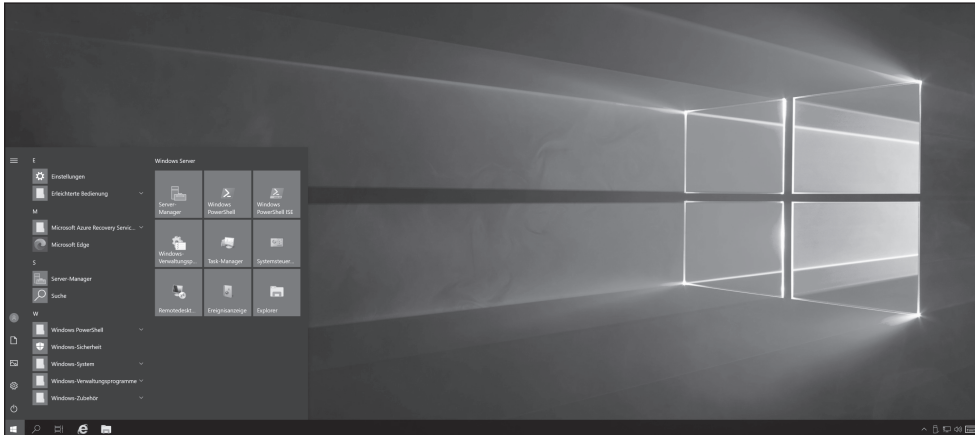 E
Einstellungen
Erleichterte Bedienung
M
Microsoft Azure Recovery Servic...
Microsoft Edge
S
Server-Manager
Suche
W
Windows PowerShell
Windows-Sicherheit
Windows-System
Windows-Verwaltungsprogramme
Windows-Zubehör
Windows Server
Server-
Manager
Windows
PowerShell
Windows
PowerShell ISE
Windows-
Verwaltungsp...
Task-Manager
Systemsteuer...
Remotedeskt...
Ereignisanzeige
Explorer